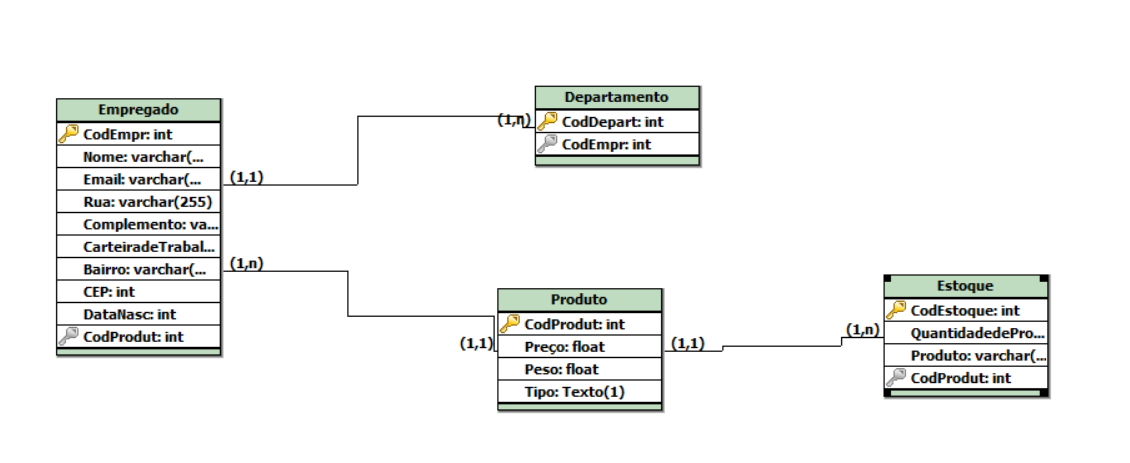 Empregado
CodEmpr: int
Nome: varchar(...
Email: varchar(...
Rua: varchar(255)
Complemento: va...
CarteiradeTrabal...
Bairro: varchar(...
CEP: int
DataNasc: int
CodProdut: int
(1,1)
(1,n)
(1,n)
Departamento
CodDepart: int
CodEmpr: int
(1,1)
Produto
CodProdut: int
Preço: float
Peso: float
Tipo: Texto(1)
(1,1)
(1,n)
Estoque
CodEstoque: int
QuantidadedePro...
Produto: varchar(...
CodProdut: int